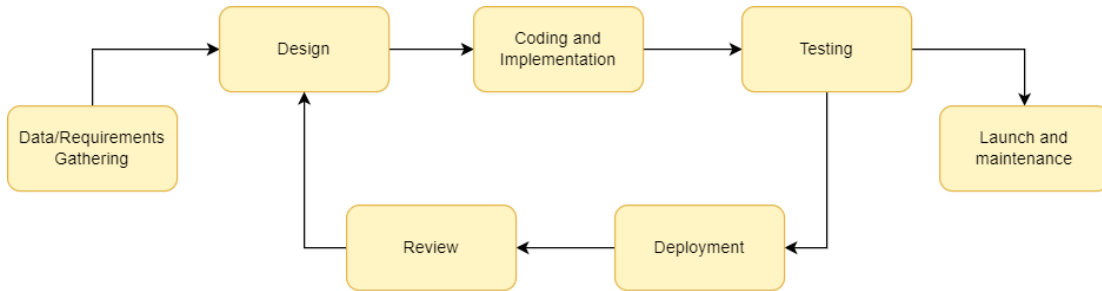 Design
Coding and
Implementation
Testing
Data/Requirements
Gathering
Launch and
maintenance
Review
Deployment